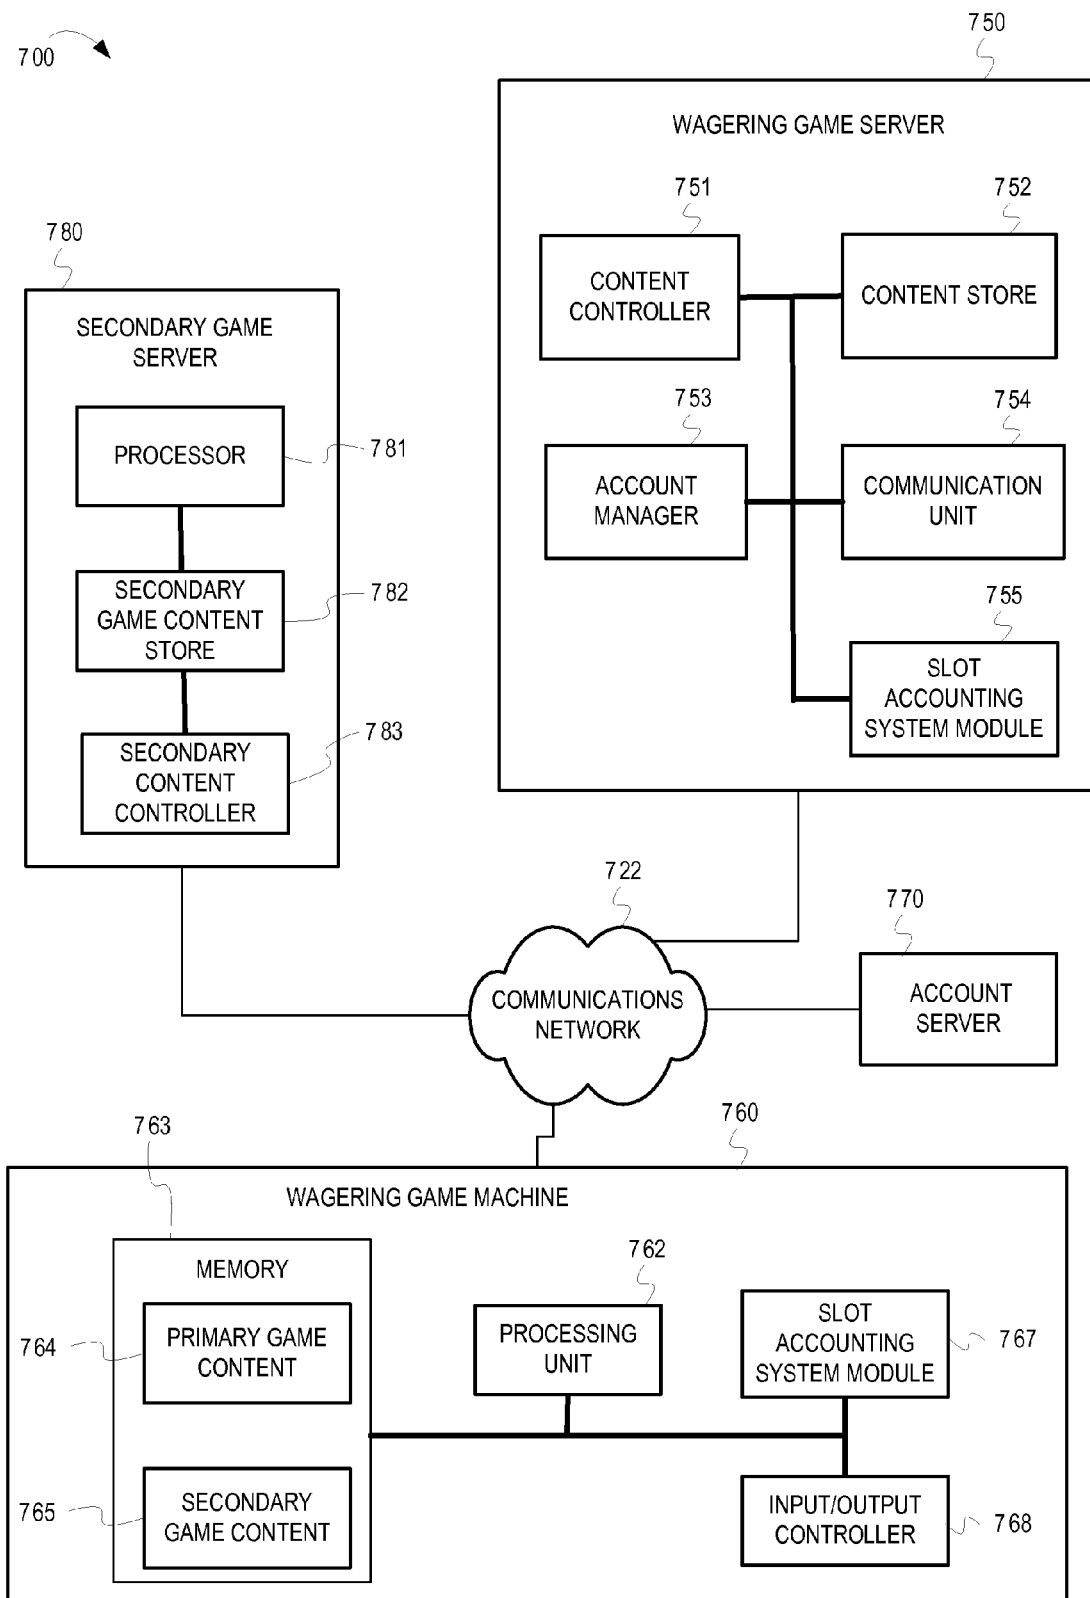 700
750
WAGERING GAME SERVER
751
752
CONTENT
CONTROLLER
CONTENT STORE
753
754
ACCOUNT
MANAGER
COMMUNICATION
UNIT
755
SLOT
ACCOUNTING
SYSTEM MODULE
780
SECONDARY GAME
SERVER
PROCESSOR
781
SECONDARY
GAME CONTENT
STORE
782
SECONDARY
CONTENT
CONTROLLER
783
722
COMMUNICATIONS
NETWORK
770
ACCOUNT
SERVER
760
WAGERING GAME MACHINE
763
MEMORY
764
PRIMARY GAME
CONTENT
765
SECONDARY
GAME CONTENT
762
PROCESSING
UNIT
SLOT
ACCOUNTING
SYSTEM MODULE
767
INPUT/OUTPUT
CONTROLLER
768